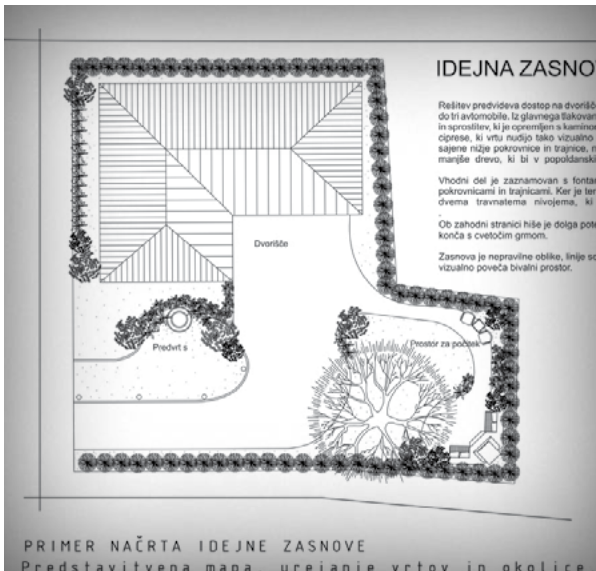 IDEJNA ZASNO
Rešitev predvideva dostop na dvorišče
do tri avtomobile. Iz glavnega tlakovan
in sprostitev, ki je opremljen s kaminom
ciprese, ki vrtu nudijo tako vizualno
sajene nižje pokrovnice in trajnice, n
manjše drevo, ki bi v popoldanski
Vhodni del je zaznamovan s fontan
pokrovnicami in trajnicami. Ker je ter
dvema travnatema nivojema, ki
Ob zahodni stranici hiše je dolga pote
konča s cvetočim grmom.
Zasnova je nepravilne oblike, linije so
vizualno poveča bivalni prostor.
Dvorišče
Predvrt s
Prostor za počitek
PRIMER NAČRTA IDEJNE ZASNOVE
Predstavitvena mapa, urejanje vrtov in okolice